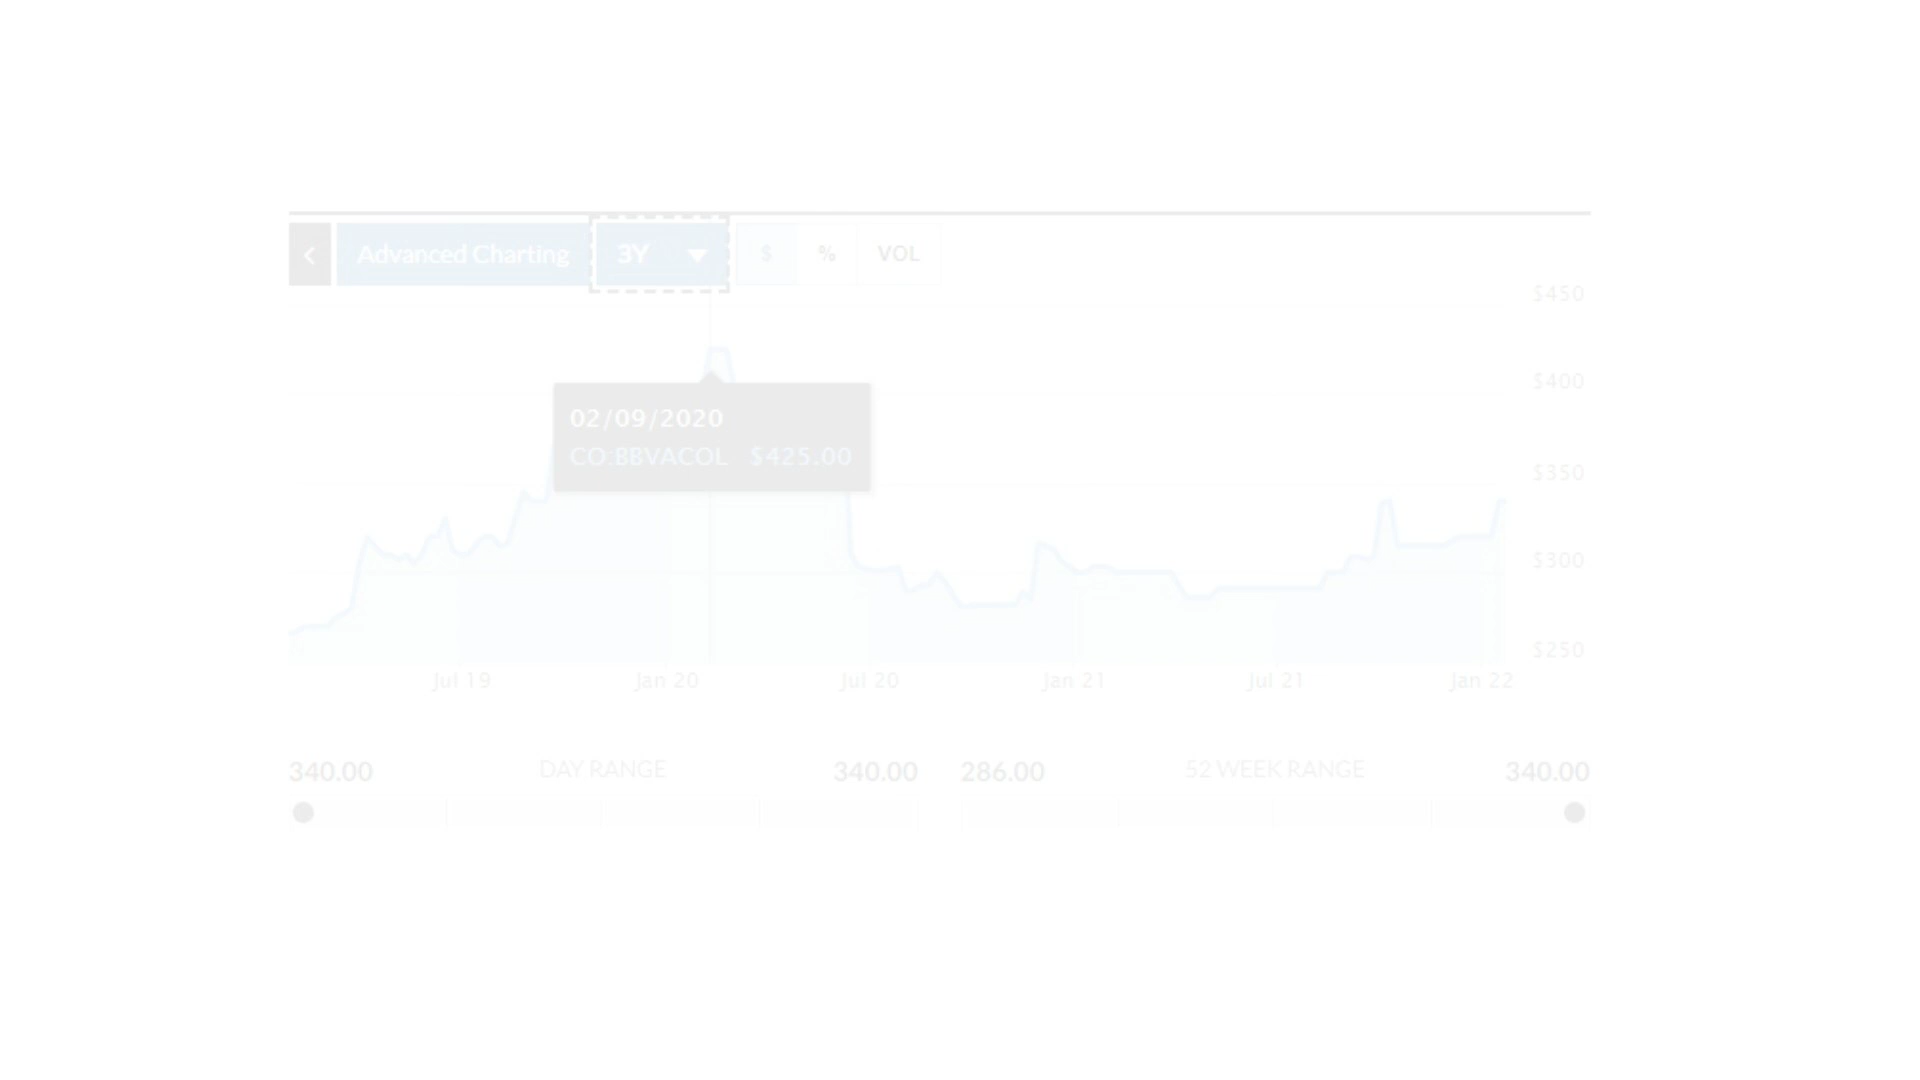 Advanced Charting 3Y $ % VOL
$450
$400
02/09/2020
CO:BBVACOL $425.00
$350
$300
$250
Jul 19 Jan 20 Jul 20 Jan 21 Jul 21 Jan 22
340.00 DAY RANGE 340.00 286.00 52 WEEK RANGE 340.00